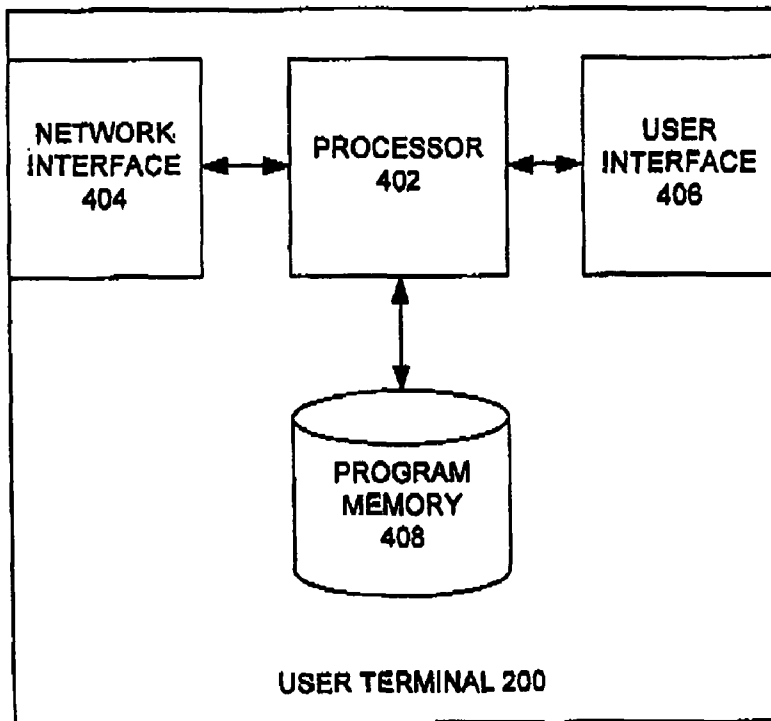 NETWORK
INTERFACE
404
PROCESSOR
402
USER
INTERFACE
406
PROGRAM
MEMORY
408
USER TERMINAL 200